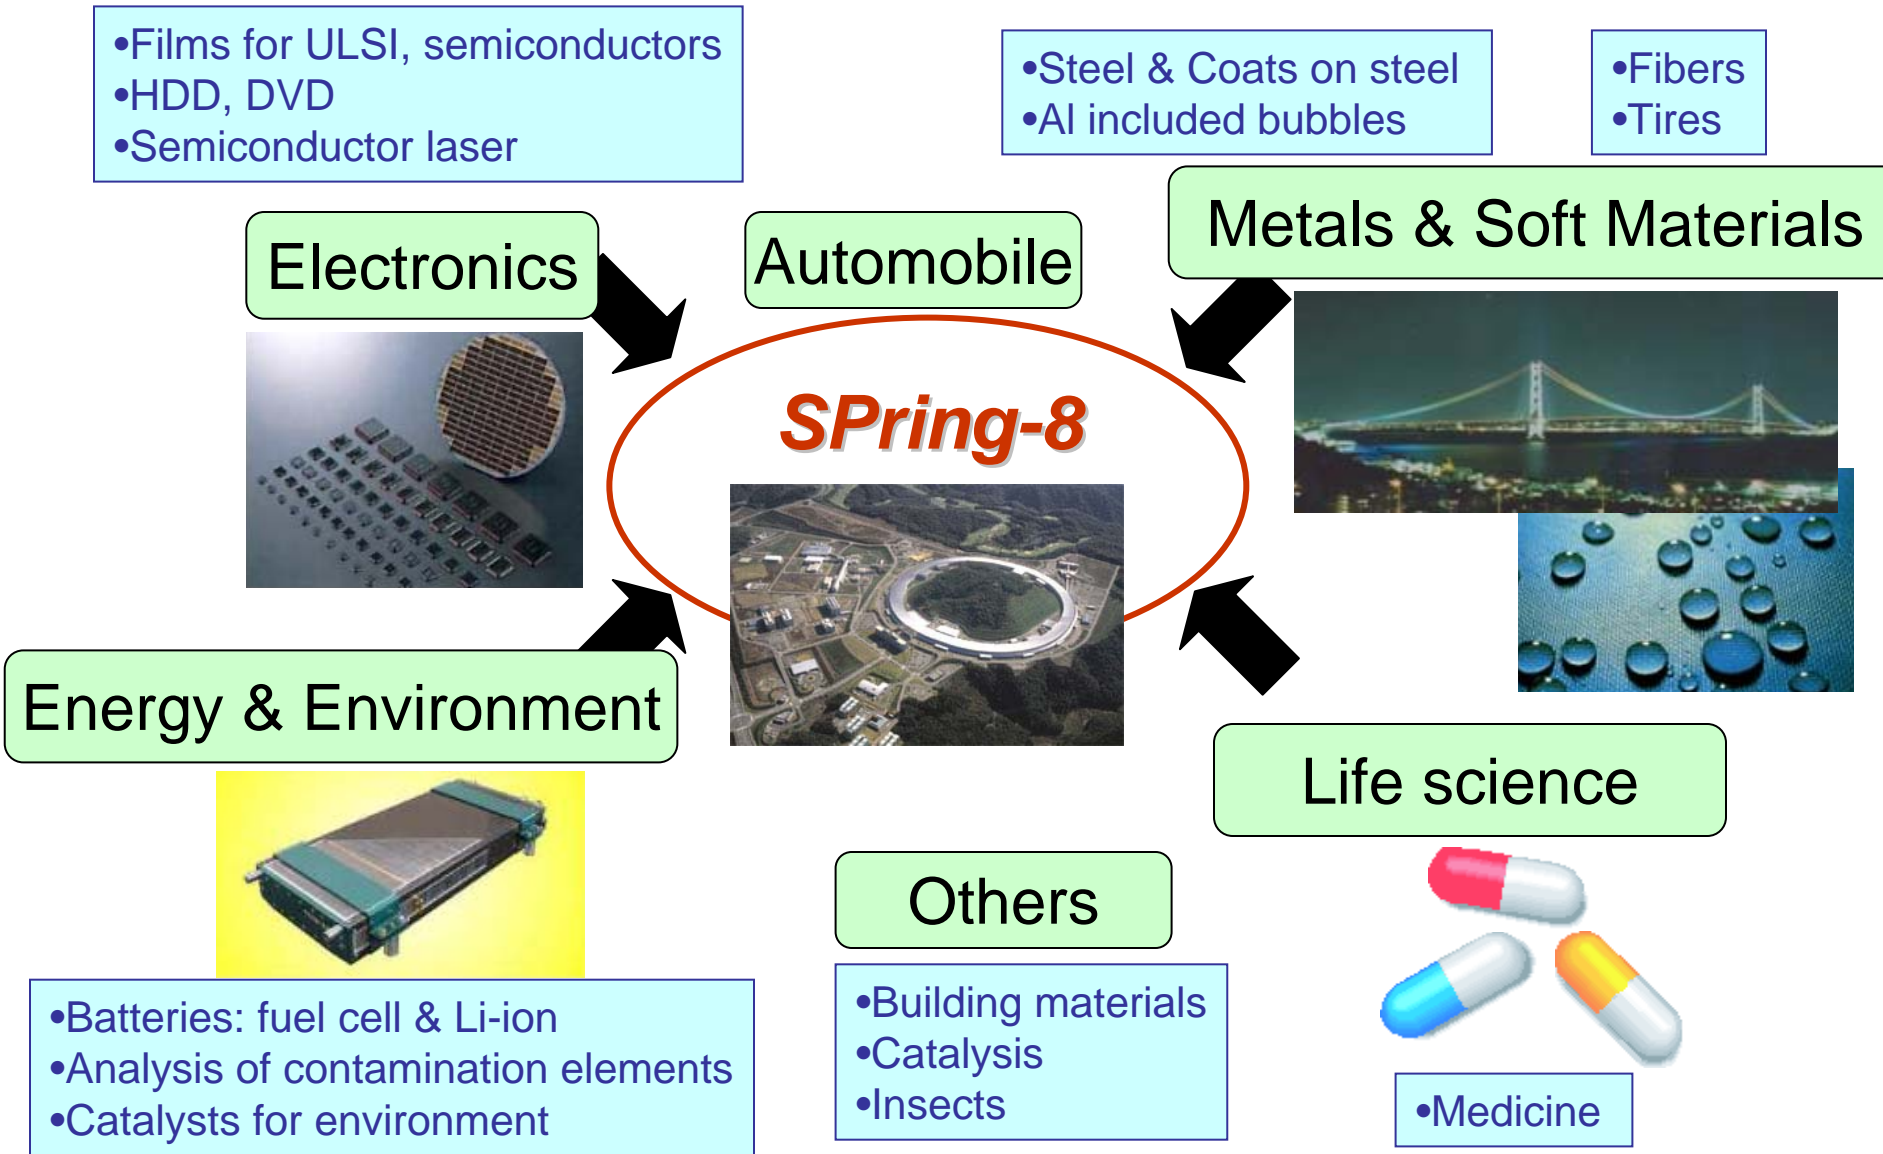 •Films for ULSI, semiconductors
•HDD, DVD
•Semiconductor laser
•Steel & Coats on steel
•Al included bubbles
•Fibers
•Tires
Electronics
Automobile
Metals & Soft Materials
SPring-8
Energy & Environment
Life science
Others
•Batteries: fuel cell & Li-ion
•Analysis of contamination elements
•Catalysts for environment
•Building materials
•Catalysis
•Insects
•Medicine